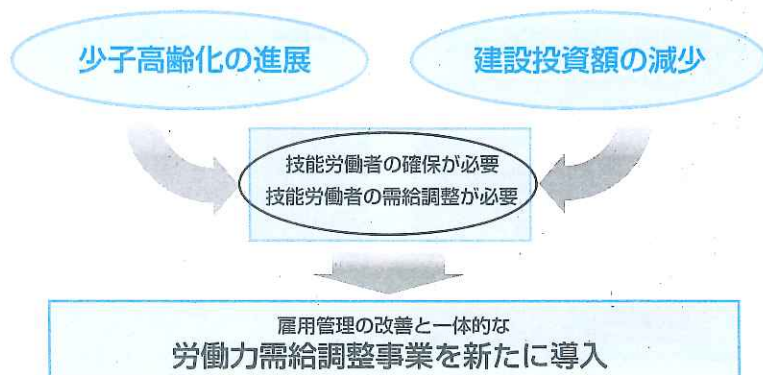 少子高齢化の進展
建設投資額の減少
技能労働者の確保が必要
技能労働者の需給調整が必要
雇用管理の改善と一体的な
労働力需給調整事業を新たに導入